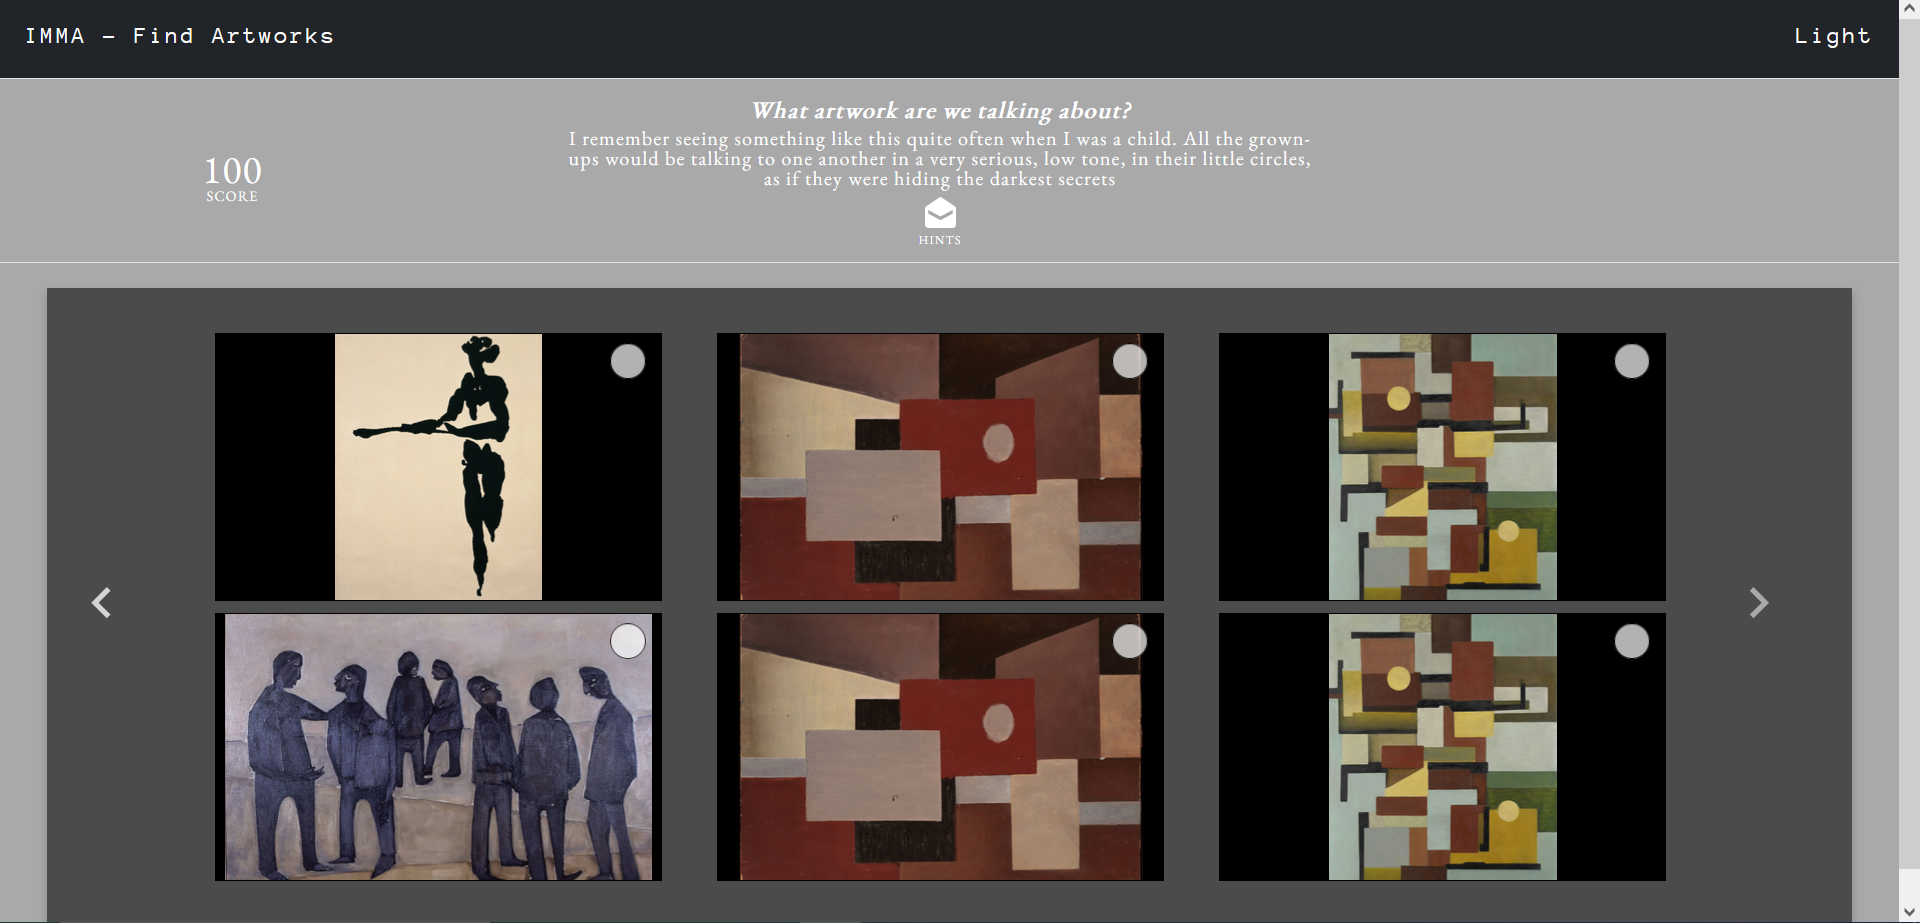 IMMA - Find Artworks
Light
What artwork are we talking about?
I remember seeing something like this quite often when I was a child. All the grown-
ups would be talking to one another in a very serious, low tone, in their little circles,
as if they were hiding the darkest secrets
100
SCORE
HINTS